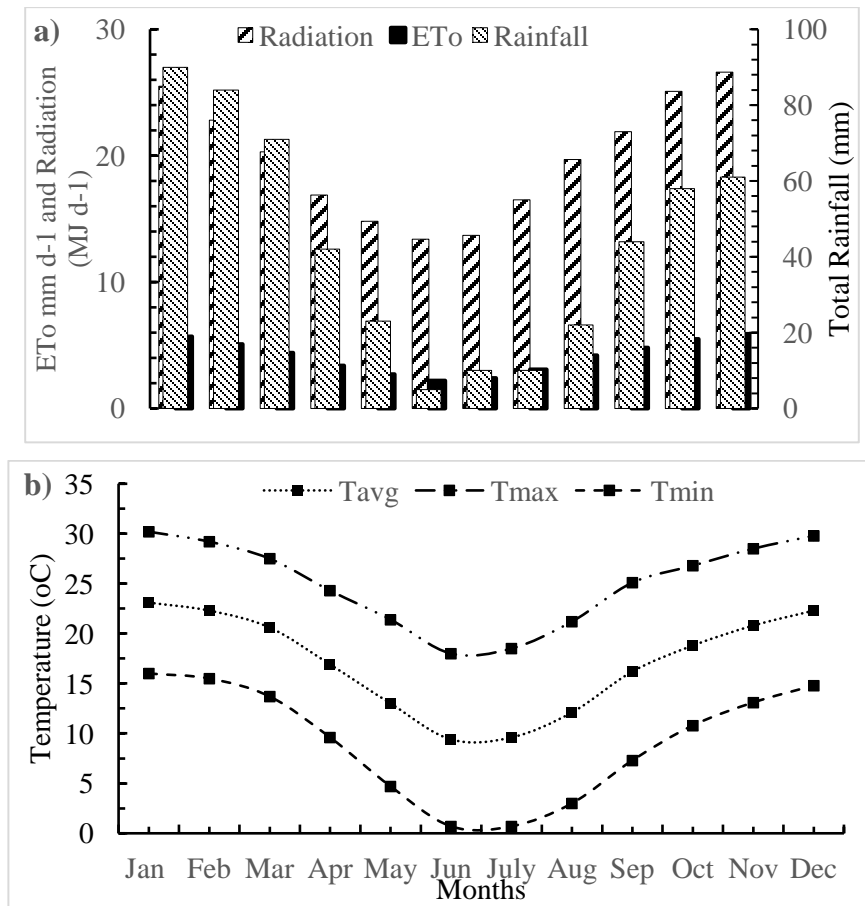 a)
Radiation ETo Rainfall
30
20
10
0
ETo mm d-1 and Radiation
(MJ d-1)
100
80
60
40
20
0
Total Rainfall (mm)
b)
Tavg Tmax Tmin
35
30
25
20
15
10
5
0
Temperature (oC)
Jan Feb Mar Apr May Jun July Aug Sep Oct Nov Dec
Months